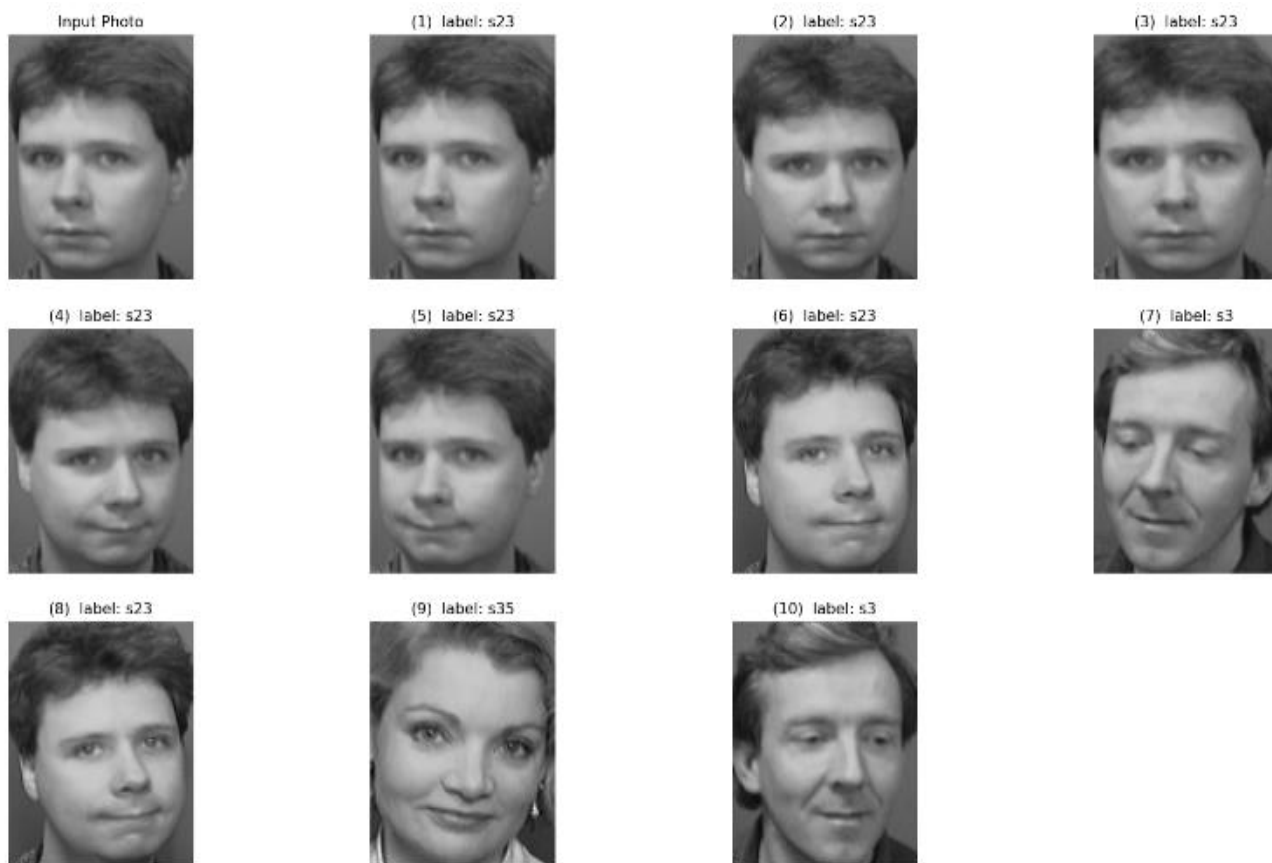 Input Photo
(1) label: s23
(2) label: s23
(3) label: s23
(4) label: s23
(5) label: s23
(6) label: s23
(7) label: s3
(8) label: s23
(9) label: s35
(10) label: s3